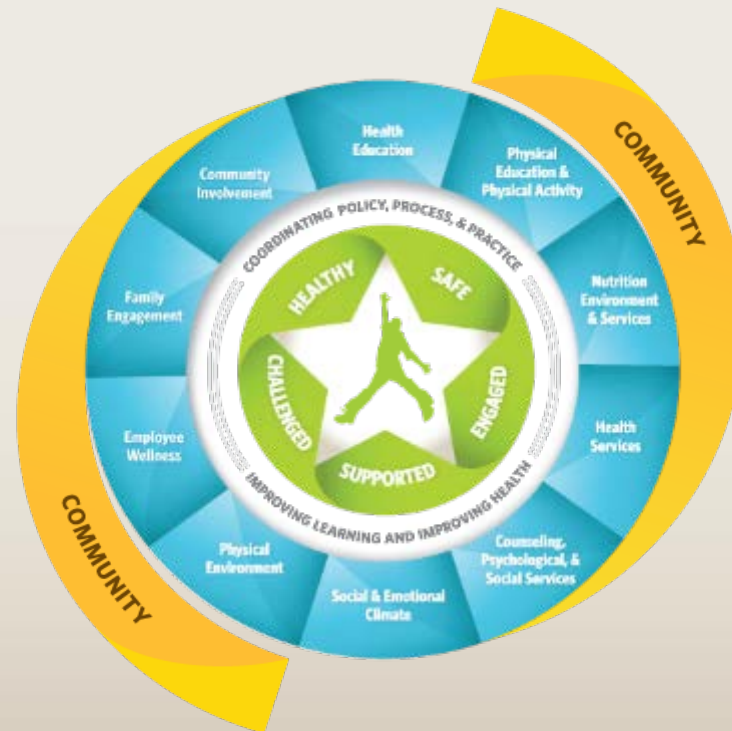 COMMUNITY
Health
Education
Physical
Education &
Physical Activity
Nutrition
Environment
& Services
Health
Services
Counseling,
Psychological, &
Social Services
Social & Emotional
Climate
Physical
Environment
Employee
Wellness
Family
Engagement
Community
Involvement
COORDINATING POLICY, PROCESS, & PRACTICE
IMPROVING LEARNING AND IMPROVING HEALTH
HEALTHY
SAFE
ENGAGED
SUPPORTED
CHALLENGED
COMMUNITY